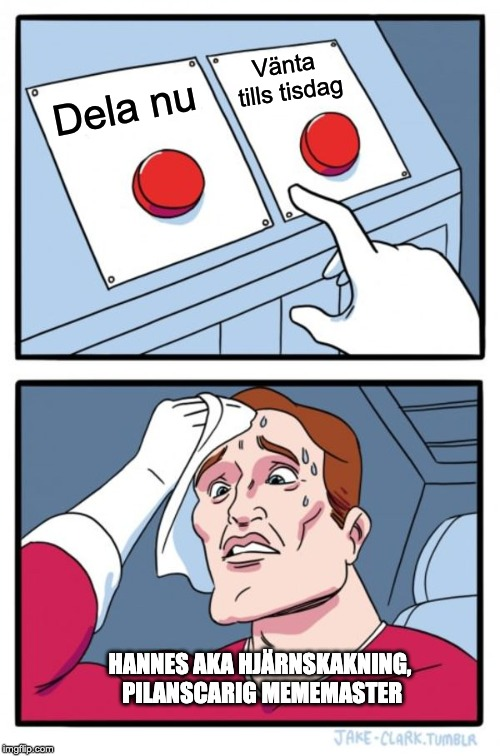 Dela nu
Vänta
tills tisdag
HANNES AKA HJÄRNSKAKNING,
PILANSCARIG MEMEMASTER
JAKE-CLARK.TUMBLR
imgflip.com